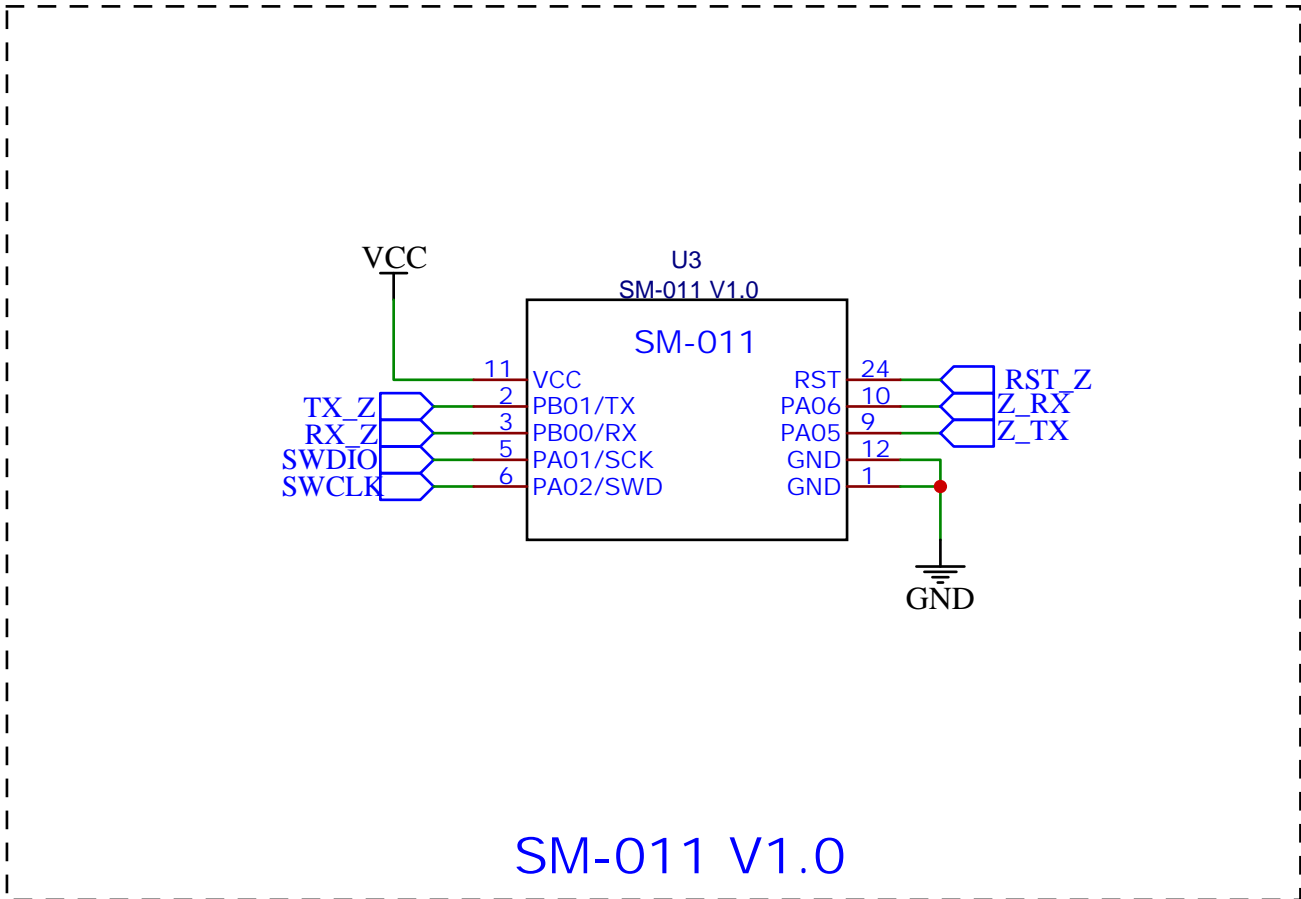 VCC
U3
SM-011 V1.0
SM-011
11 VCC
RST 24 RST_Z
TX_Z 2 PB01/TX
PA06 10 Z_RX
RX_Z 3 PB00/RX
PA05 9 Z_TX
SWDIO 5 PA01/SCK
GND 12
SWCLK 6 PA02/SWD
GND 1
GND
SM-011 V1.0